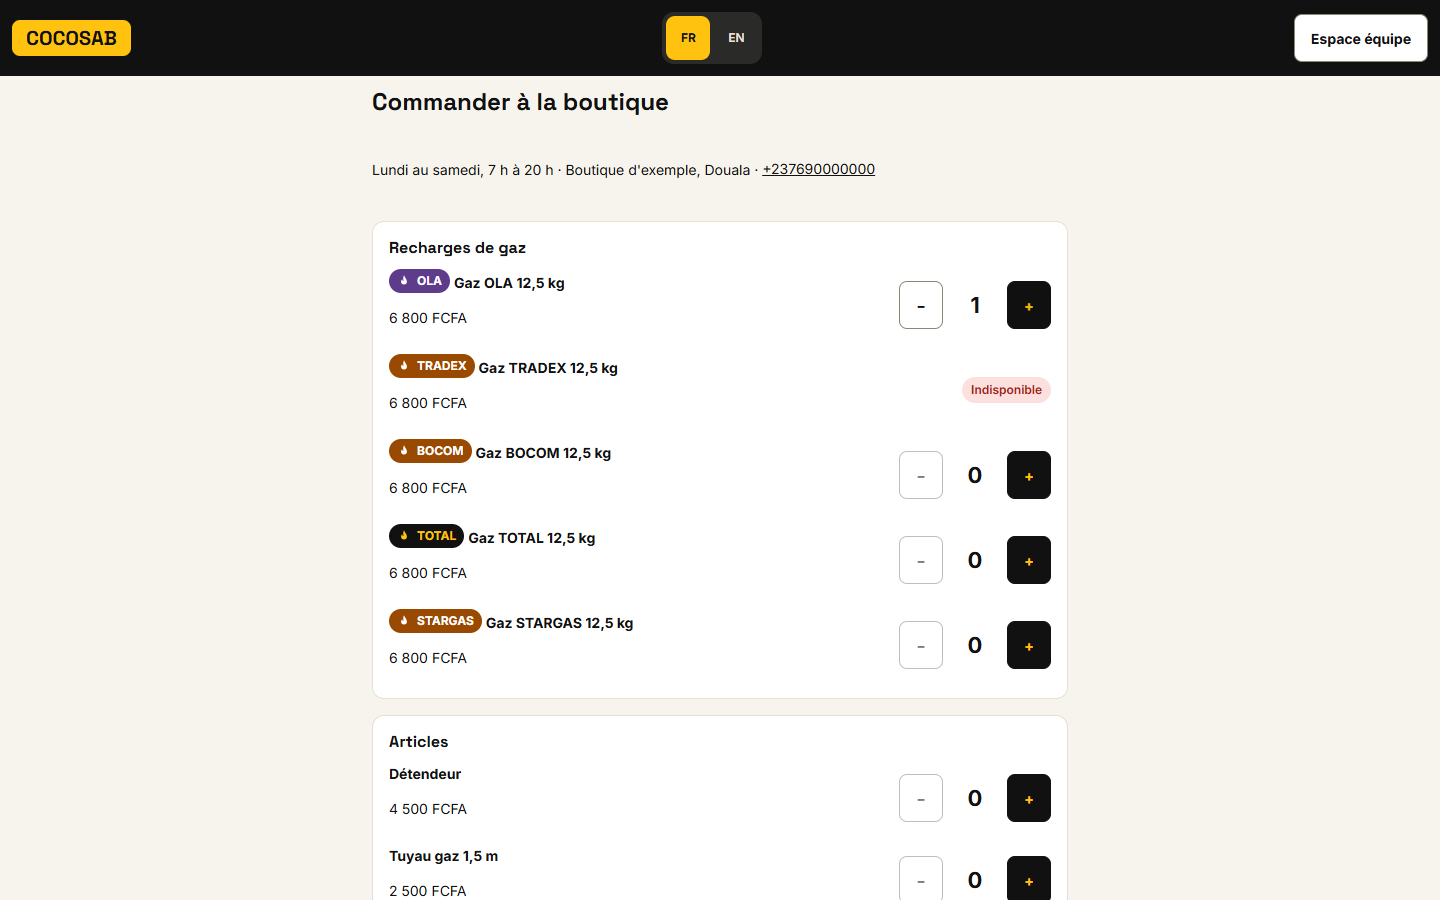 COCOSAB
FR
EN
Espace équipe
Commander à la boutique
Lundi au samedi, 7 h à 20 h · Boutique d'exemple, Douala · +237690000000
Recharges de gaz
OLA Gaz OLA 12,5 kg
6 800 FCFA
- 1 +
TRADEX Gaz TRADEX 12,5 kg
6 800 FCFA
Indisponible
BOCOM Gaz BOCOM 12,5 kg
6 800 FCFA
- 0 +
TOTAL Gaz TOTAL 12,5 kg
6 800 FCFA
- 0 +
STARGAS Gaz STARGAS 12,5 kg
6 800 FCFA
- 0 +
Articles
Détendeur
4 500 FCFA
- 0 +
Tuyau gaz 1,5 m
2 500 FCFA
- 0 +